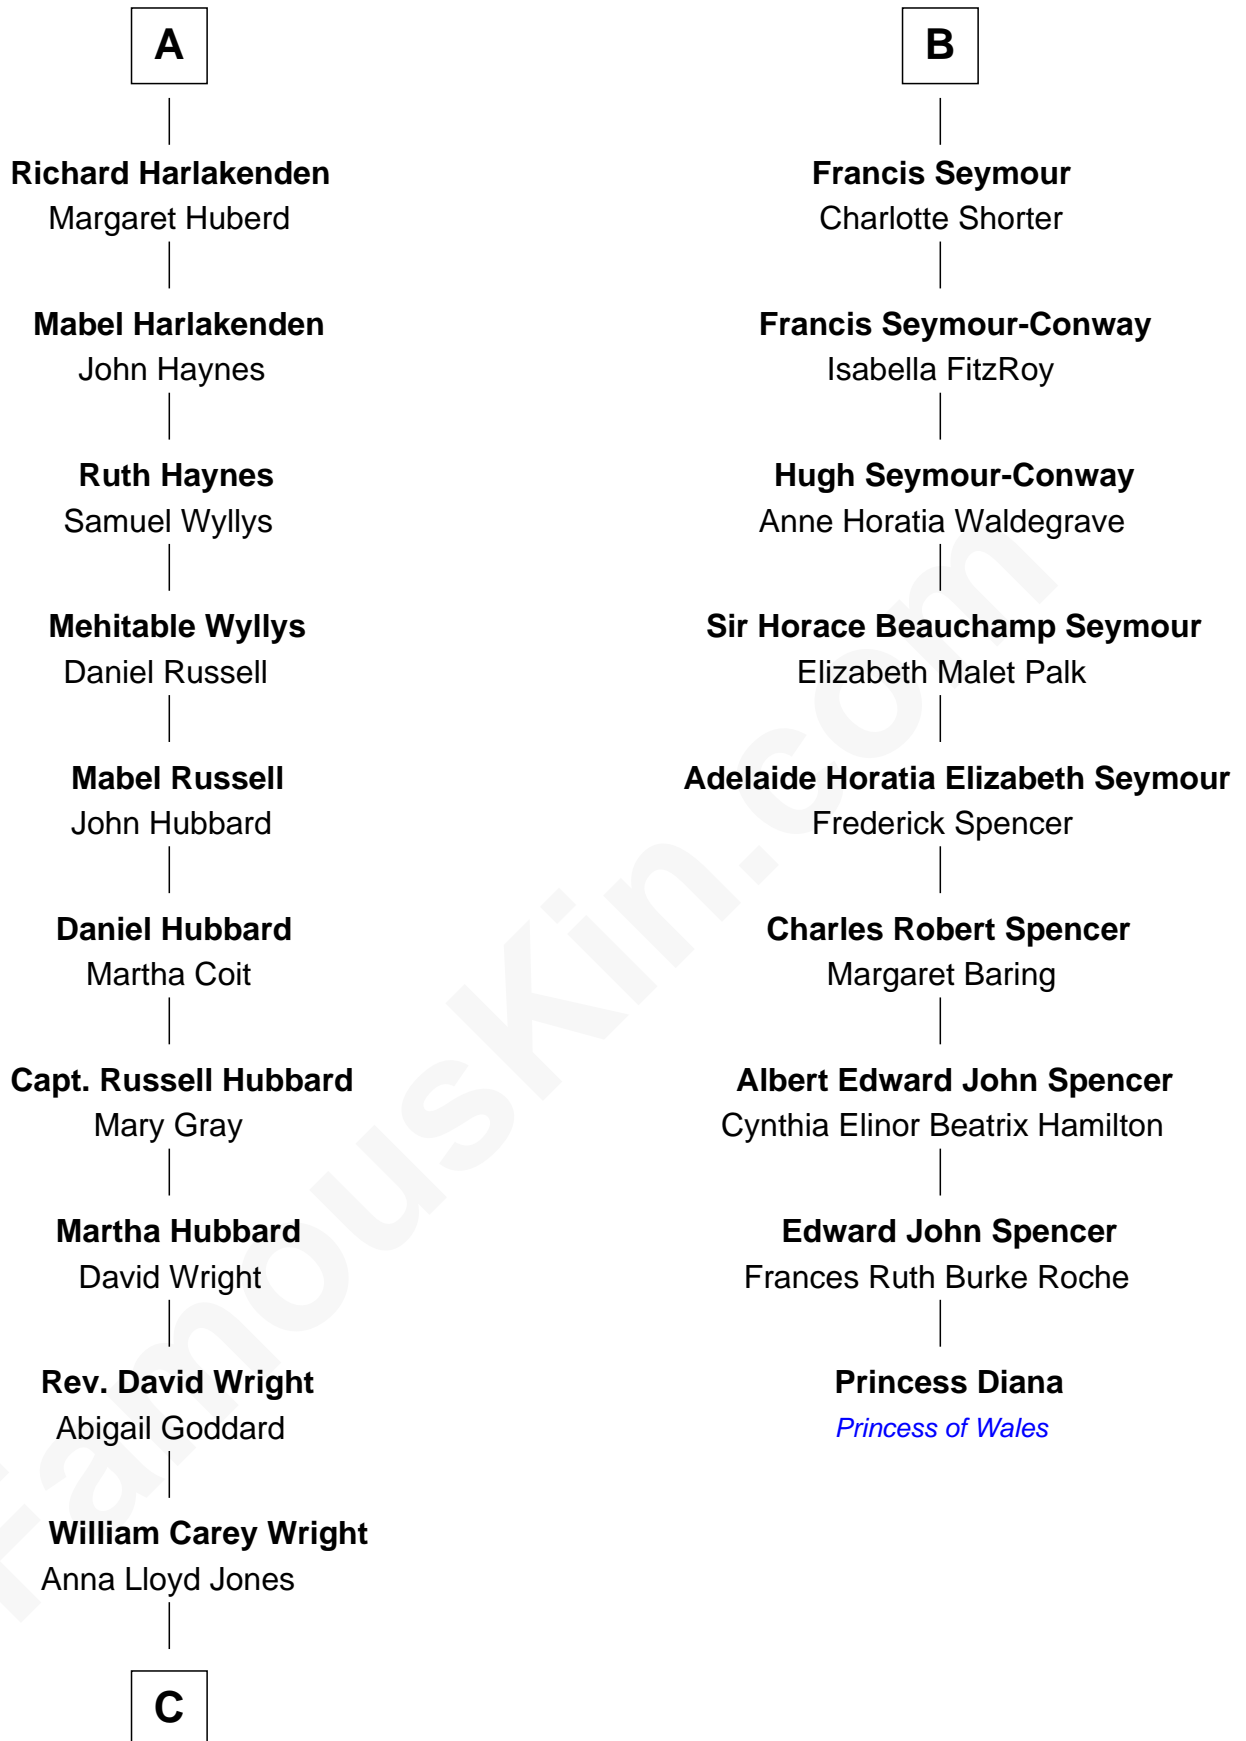 A
Richard Harlakenden
Margaret Huberd
Mabel Harlakenden
John Haynes
Ruth Haynes
Samuel Wyllys
Mehitable Wyllys
Daniel Russell
Mabel Russell
John Hubbard
Daniel Hubbard
Martha Coit
Capt. Russell Hubbard
Mary Gray
Martha Hubbard
David Wright
Rev. David Wright
Abigail Goddard
William Carey Wright
Anna Lloyd Jones
C
B
Francis Seymour
Charlotte Shorter
Francis Seymour-Conway
Isabella FitzRoy
Hugh Seymour-Conway
Anne Horatia Waldegrave
Sir Horace Beauchamp Seymour
Elizabeth Malet Palk
Adelaide Horatia Elizabeth Seymour
Frederick Spencer
Charles Robert Spencer
Margaret Baring
Albert Edward John Spencer
Cynthia Elinor Beatrix Hamilton
Edward John Spencer
Frances Ruth Burke Roche
Princess Diana
Princess of Wales
FamousKin.com